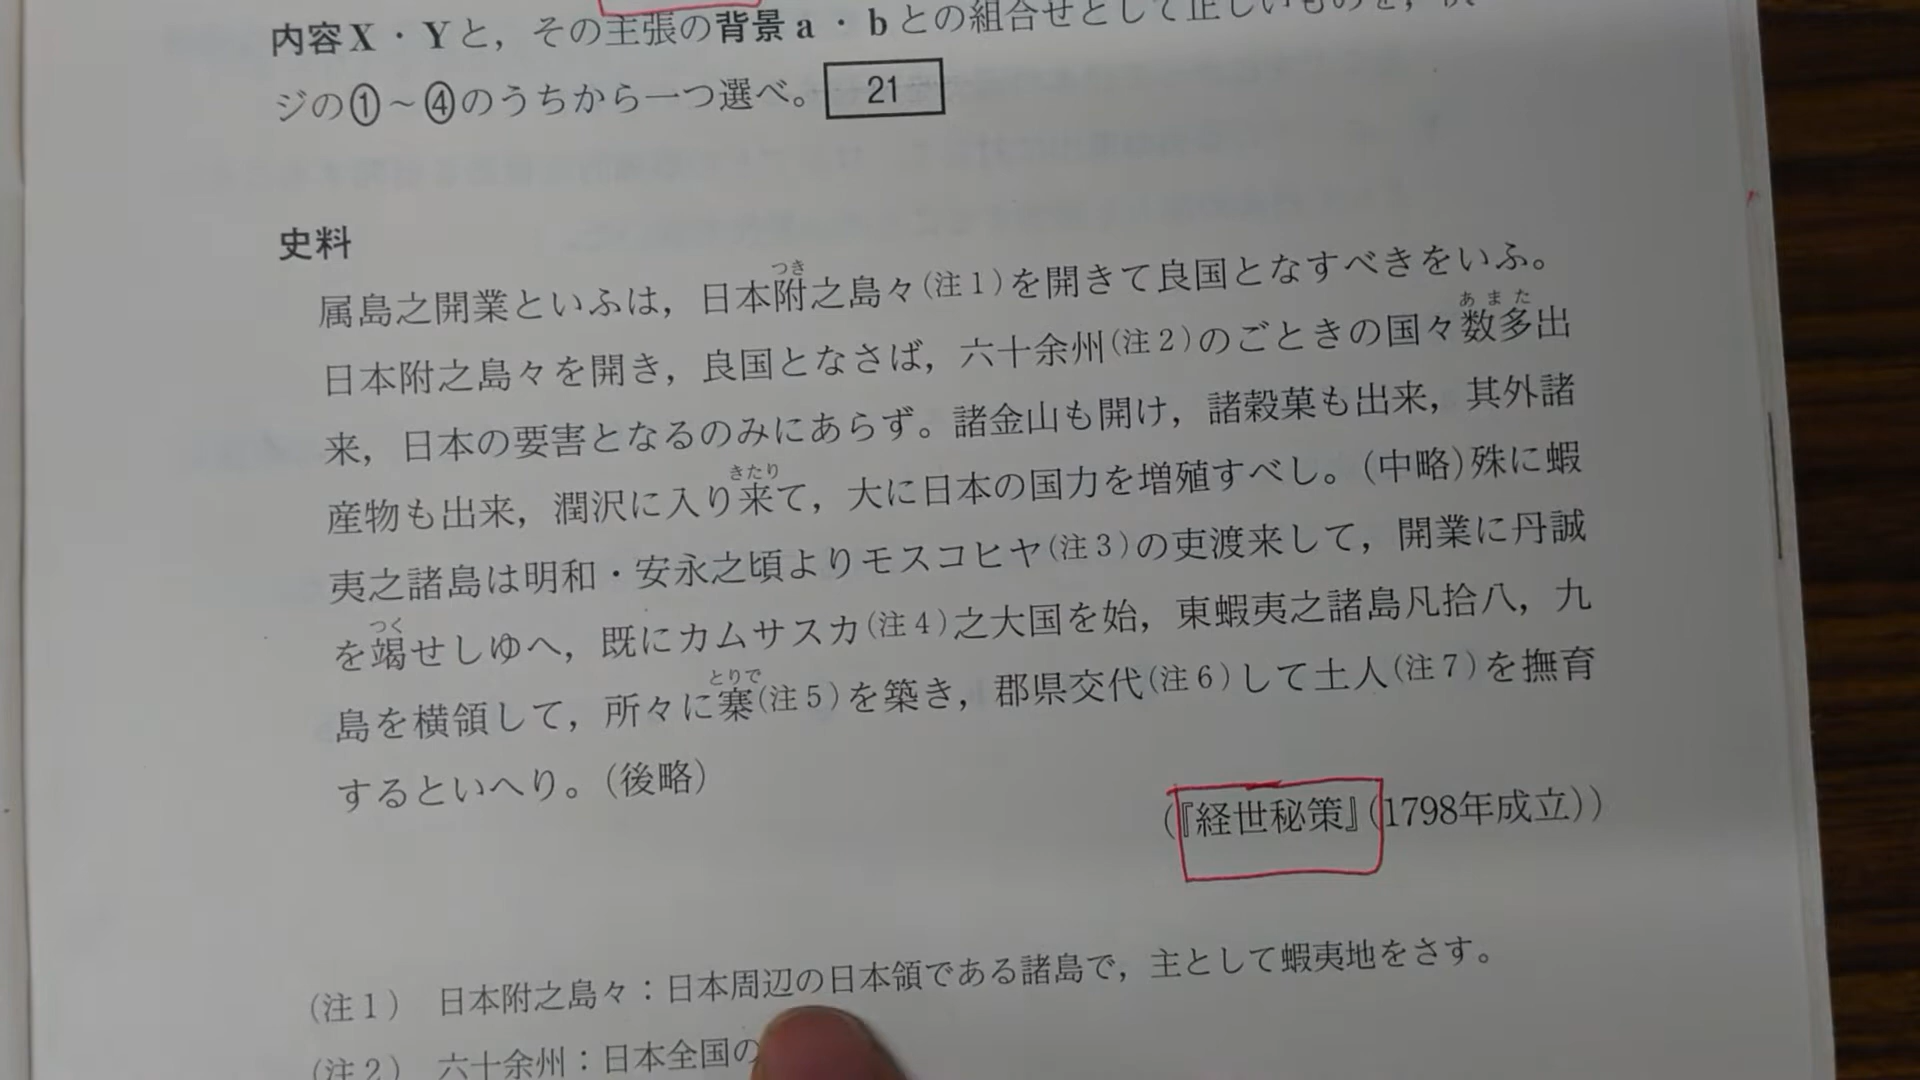 内容X・Yと，その主張の背景a・bとの組合せとして正しいものを，
ジの①～④のうちから一つ選べ。 21
史料
属島之開業といふは，日本附之島々(注1)を開きて良国となすべきをいふ。
日本附之島々を開き，良国となさば，六十余州(注2)のごときの国々数多出
来，日本の要害となるのみにあらず。諸金山も開け，諸穀菓も出来，其外諸
産物も出来，潤沢に入り来て，大に日本の国力を増殖すべし。(中略)殊に蝦
夷之諸島は明和・安永之頃よりモスコヒヤ(注3)の吏渡来して，開業に丹誠
を竭せしゆへ，既にカムサスカ(注4)之大国を始，東蝦夷之諸島凡拾八，九
島を横領して，所々に寨(注5)を築き，郡県交代(注6)して土人(注7)を撫育
するといへり。(後略)
(『経世秘策』(1798年成立))
(注1) 日本附之島々：日本周辺の日本領である諸島で，主として蝦夷地をさす。
(注2) 六十余州：日本全国の